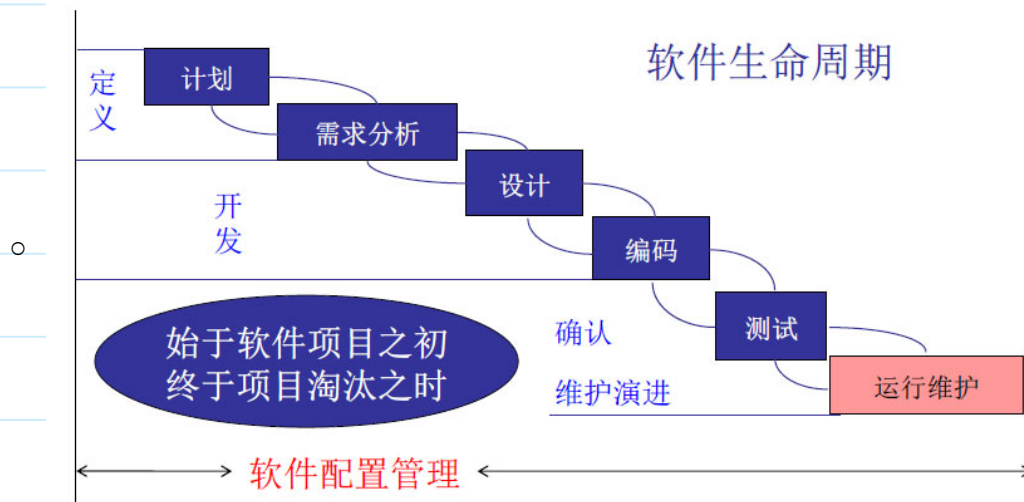 软件生命周期
定
义
计划
需求分析
设计
开
发
编码
测试
确认
始于软件项目之初
终于项目淘汰之时
维护演进
运行维护
软件配置管理